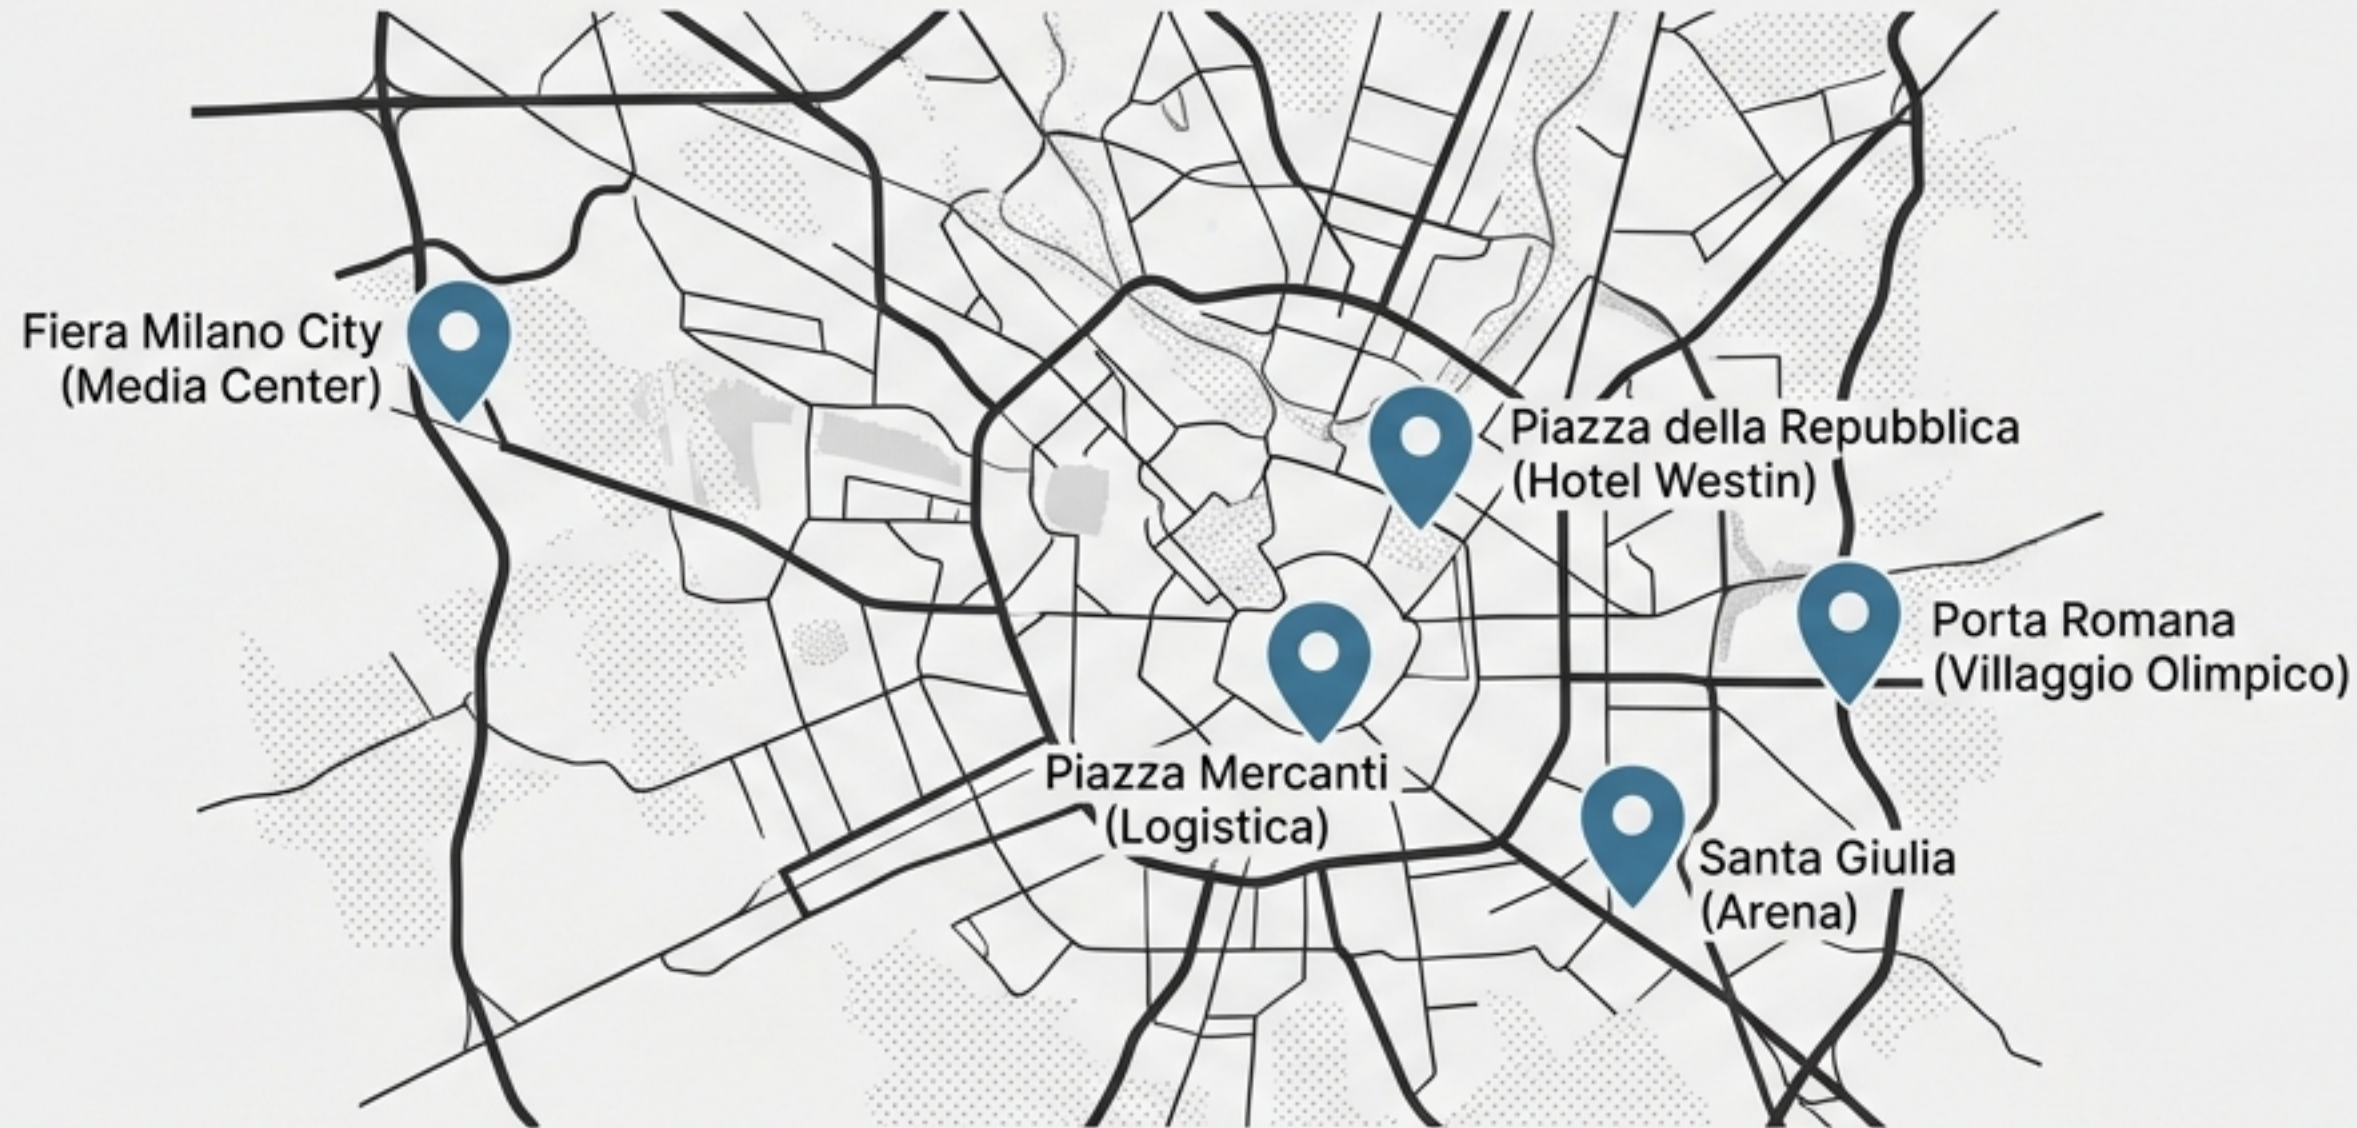 Fiera Milano City
(Media Center)
Piazza della Repubblica
(Hotel Westin)
Porta Romana
(Villaggio Olimpico)
Piazza Mercanti
(Logistica)
Santa Giulia
(Arena)